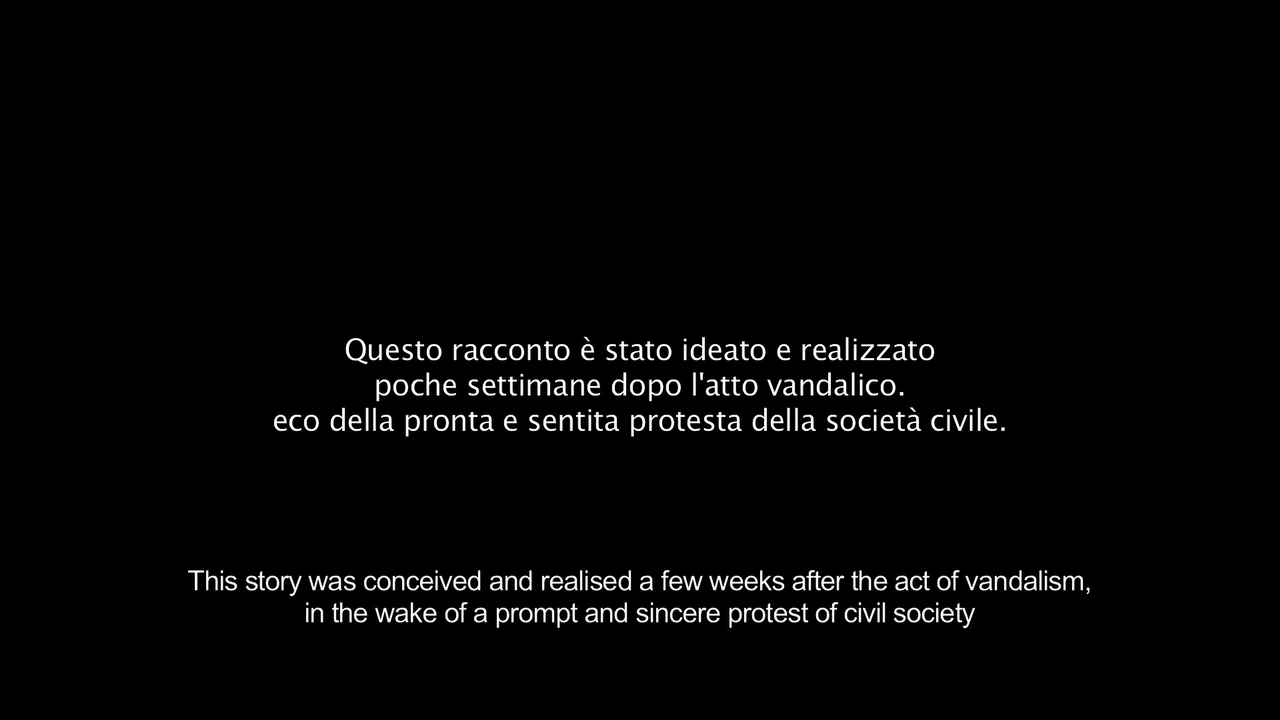 Questo racconto è stato ideato e realizzato
poche settimane dopo l'atto vandalico.
eco della pronta e sentita protesta della società civile.
This story was conceived and realised a few weeks after the act of vandalism,
in the wake of a prompt and sincere protest of civil society